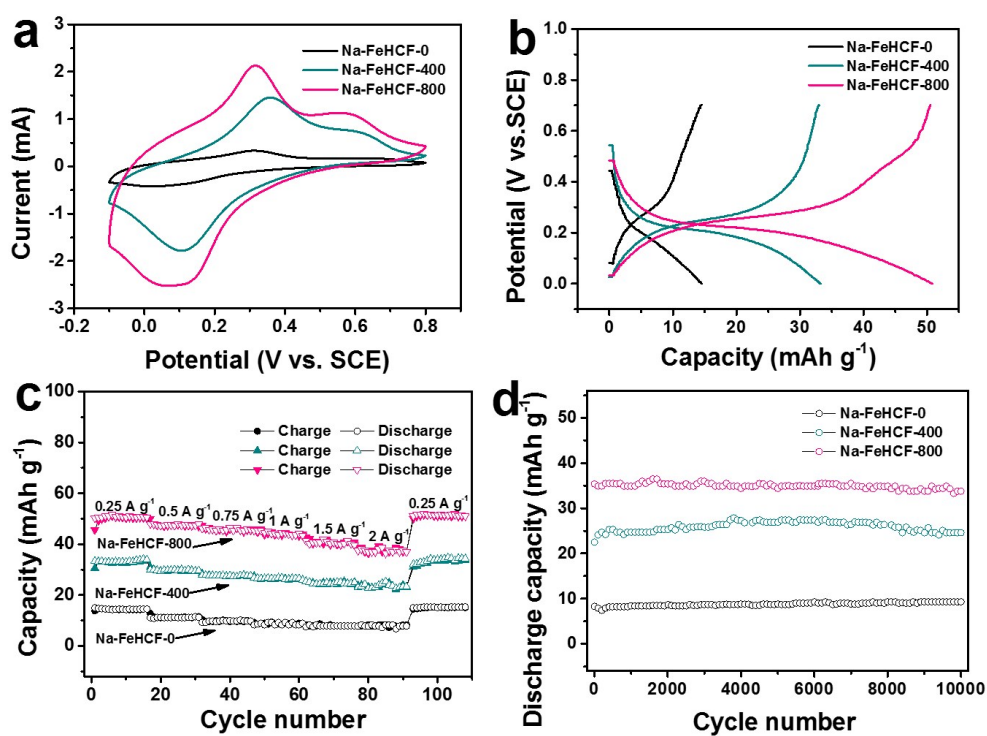 a
3
2
1
0
-1
-2
-3
Current (mA)
Na-FeHCF-0
Na-FeHCF-400
Na-FeHCF-800
-0.2 0.0 0.2 0.4 0.6 0.8
Potential (V vs. SCE)
b
1.0
0.8
0.6
0.4
0.2
0.0
Potential (V vs.SCE)
Na-FeHCF-0
Na-FeHCF-400
Na-FeHCF-800
0 10 20 30 40 50
Capacity (mAh g⁻¹)
c
100
80
60
40
20
0
Capacity (mAh g⁻¹)
Charge Discharge
Charge Discharge
Charge Discharge
0.25 A g⁻¹ 0.5 A g⁻¹ 0.75 A g⁻¹ 1 A g⁻¹ 1.5 A g⁻¹ 2 A g⁻¹ 0.25 A g⁻¹
Na-FeHCF-800
Na-FeHCF-400
Na-FeHCF-0
0 20 40 60 80 100
Cycle number
d
50
40
30
20
10
0
Discharge capacity (mAh g⁻¹)
Na-FeHCF-0
Na-FeHCF-400
Na-FeHCF-800
0 2000 4000 6000 8000 10000
Cycle number